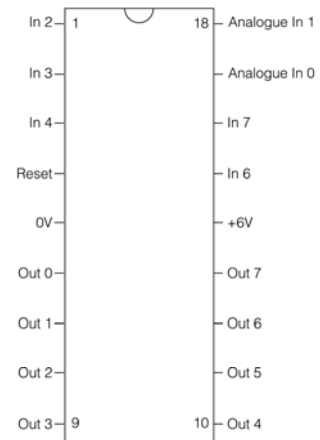 In 2 1 18 Analogue In 1
In 3 Analogue In 0
In 4 In 7
Reset In 6
0V +6V
Out 0 Out 7
Out 1 Out 6
Out 2 Out 5
Out 3 9 10 Out 4